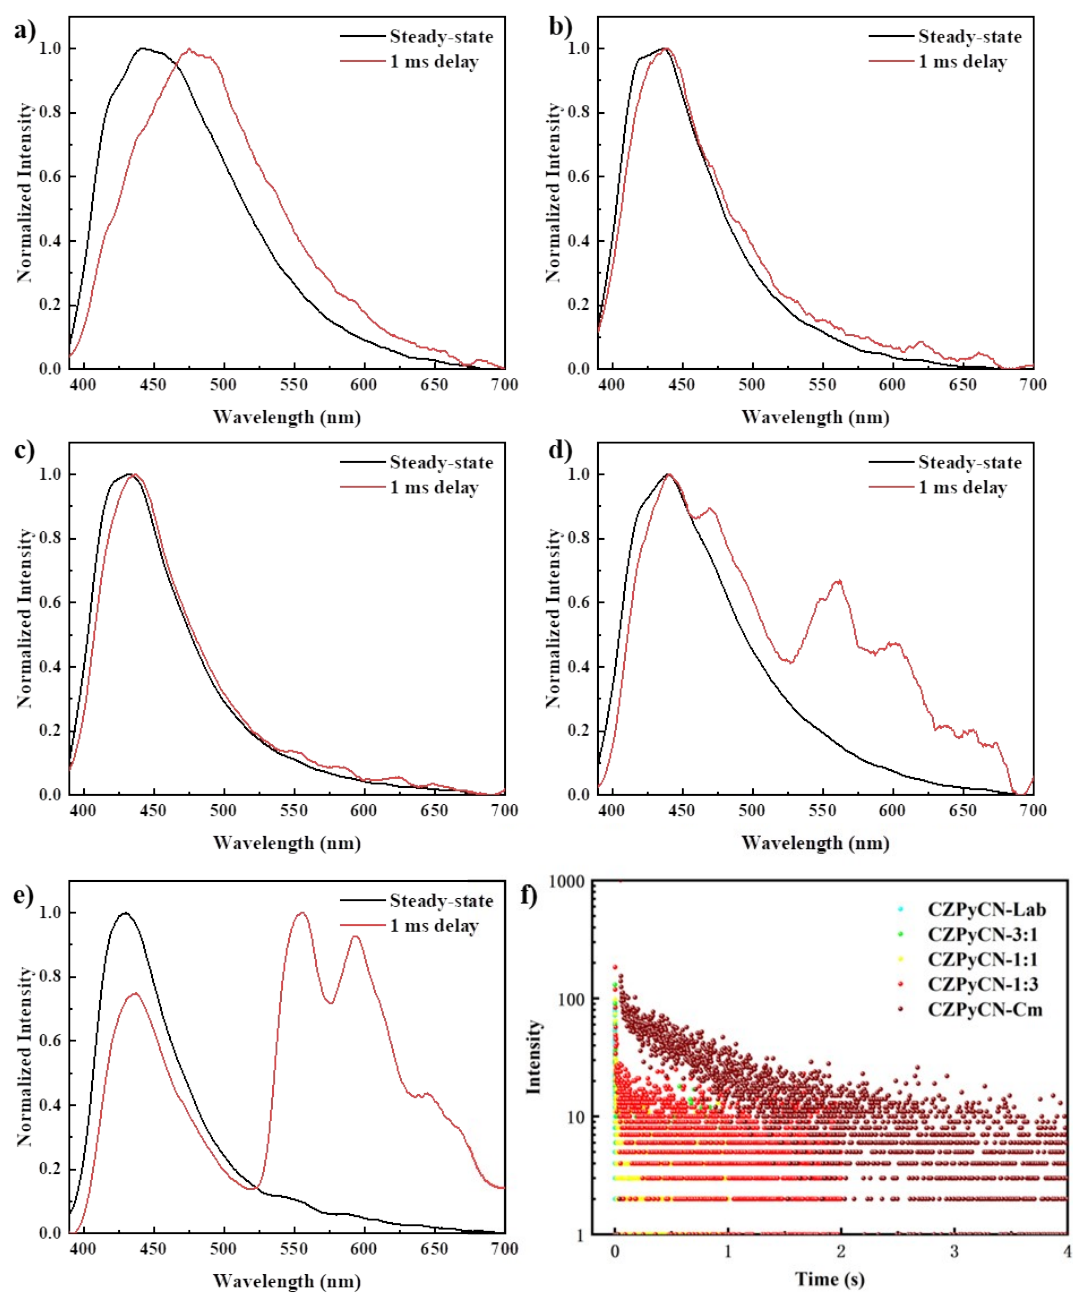 a)
Steady-state
1 ms delay
1.0
0.8
0.6
0.4
0.2
0.0
Normalized Intensity
400 450 500 550 600 650 700
Wavelength (nm)
b)
Steady-state
1 ms delay
1.0
0.8
0.6
0.4
0.2
0.0
Normalized Intensity
400 450 500 550 600 650 700
Wavelength (nm)
c)
Steady-state
1 ms delay
1.0
0.8
0.6
0.4
0.2
0.0
Normalized Intensity
400 450 500 550 600 650 700
Wavelength (nm)
d)
Steady-state
1 ms delay
1.0
0.8
0.6
0.4
0.2
0.0
Normalized Intensity
400 450 500 550 600 650 700
Wavelength (nm)
e)
Steady-state
1 ms delay
1.0
0.8
0.6
0.4
0.2
0.0
Normalized Intensity
400 450 500 550 600 650 700
Wavelength (nm)
f)
CZPyCN-Lab
CZPyCN-3:1
CZPyCN-1:1
CZPyCN-1:3
CZPyCN-Cm
1000
100
10
1
Intensity
0 1 2 3 4
Time (s)